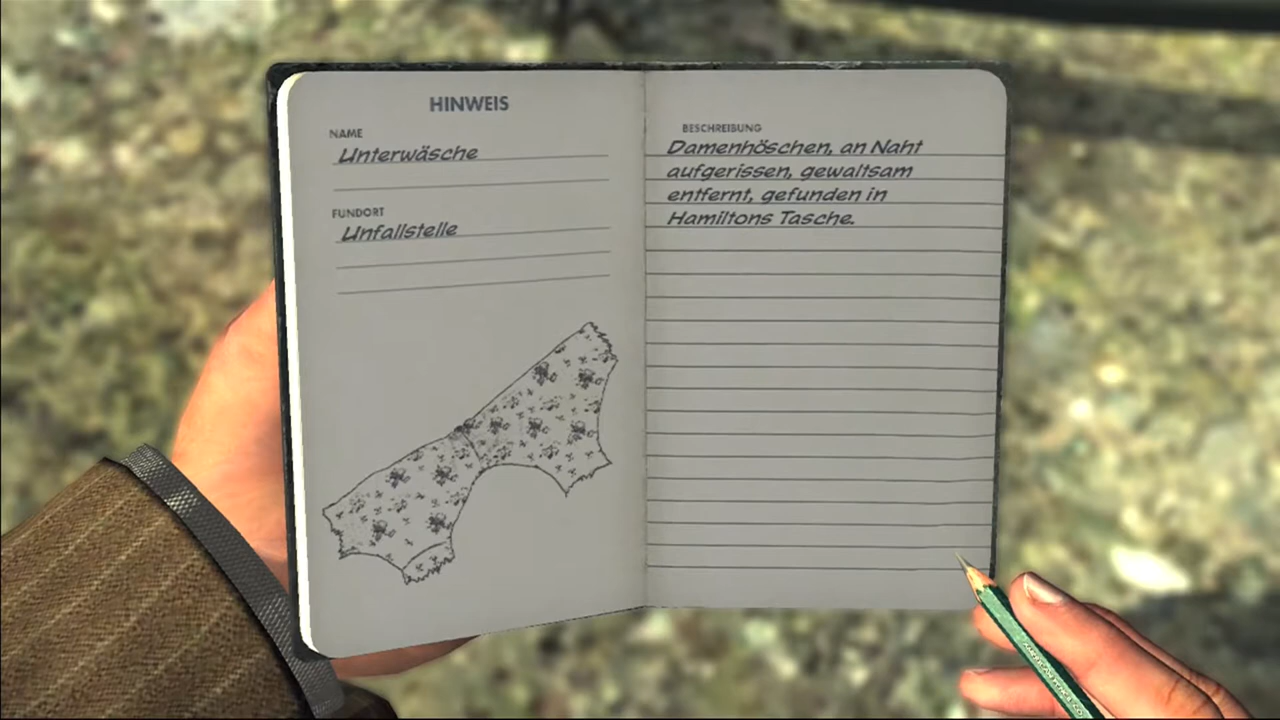 HINWEIS
NAME
Unterwäsche
FUNDORT
Unfallstelle
BESCHREIBUNG
Damenhöschen, an Naht
aufgerissen, gewaltsam
entfernt, gefunden in
Hamiltons Tasche.